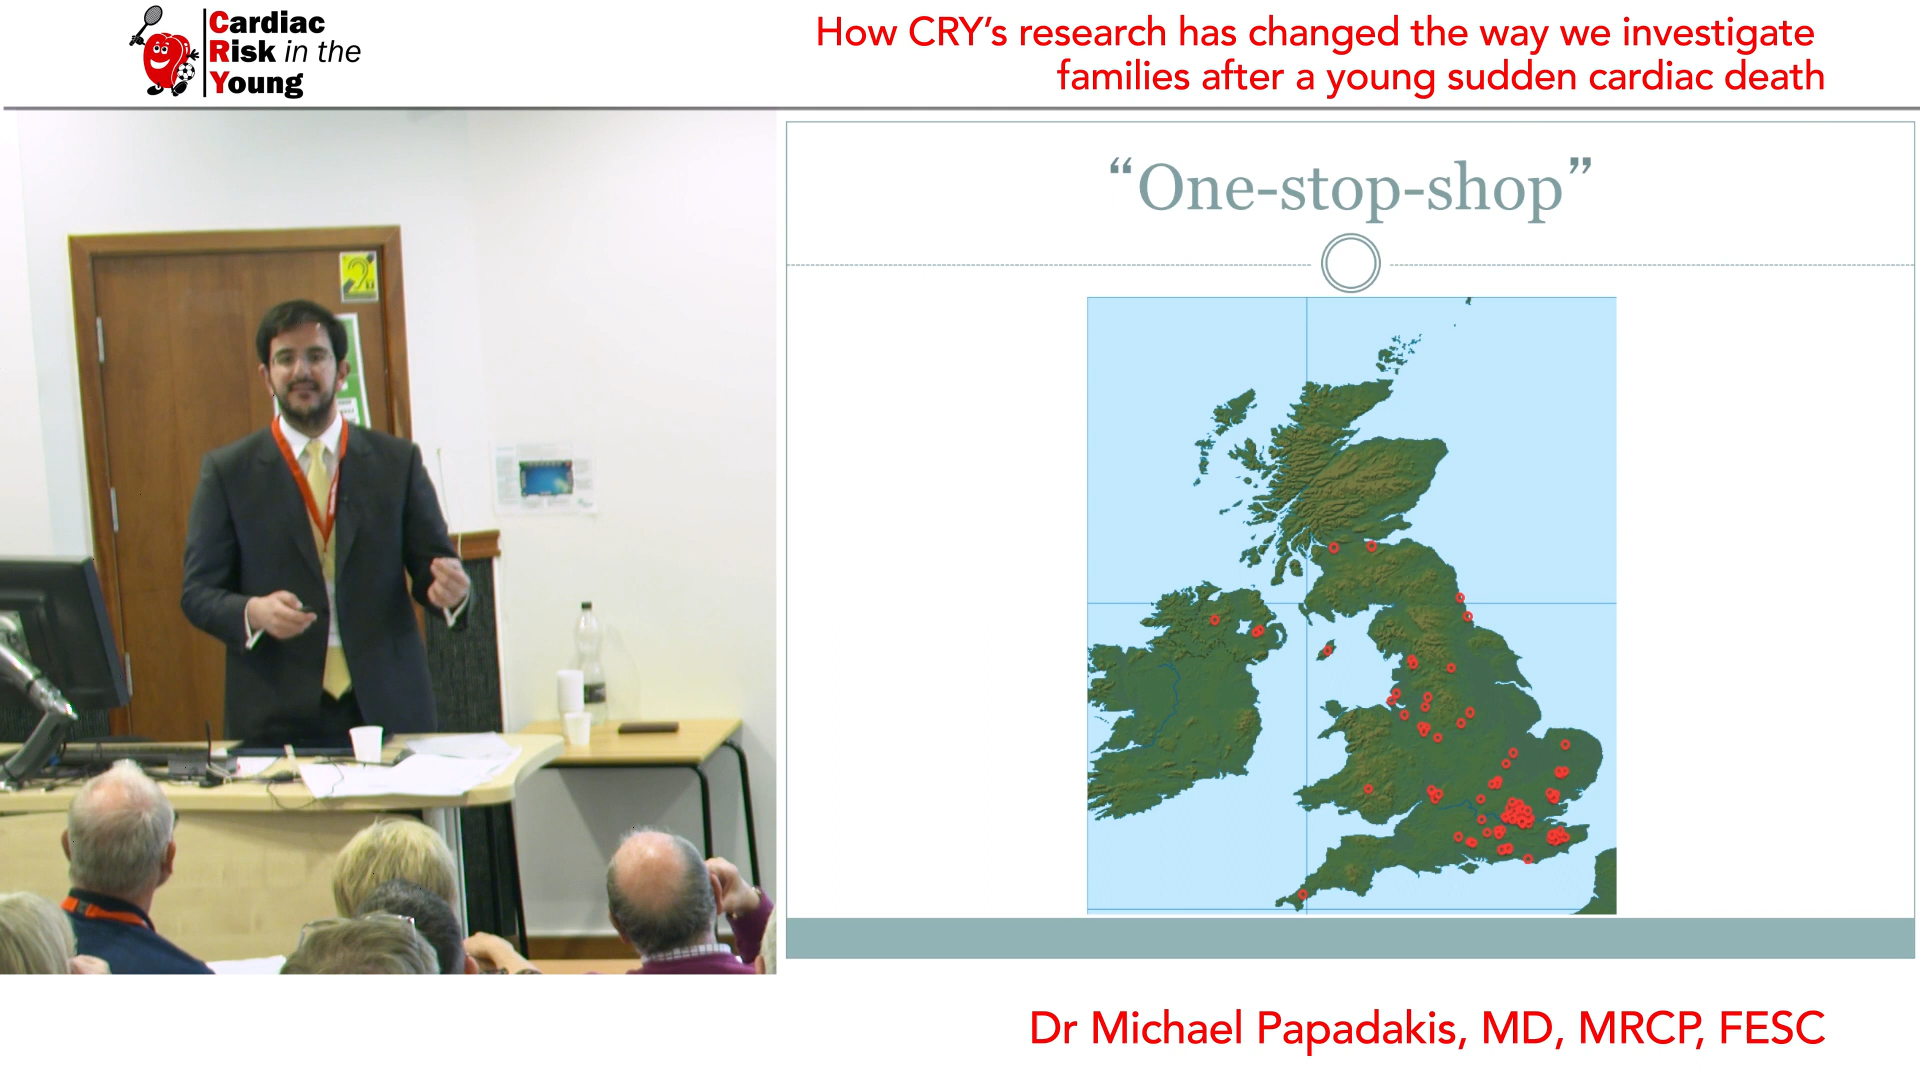 Cardiac
Risk in the
Young
How CRY’s research has changed the way we investigate
families after a young sudden cardiac death
“One-stop-shop”
Dr Michael Papadakis, MD, MRCP, FESC